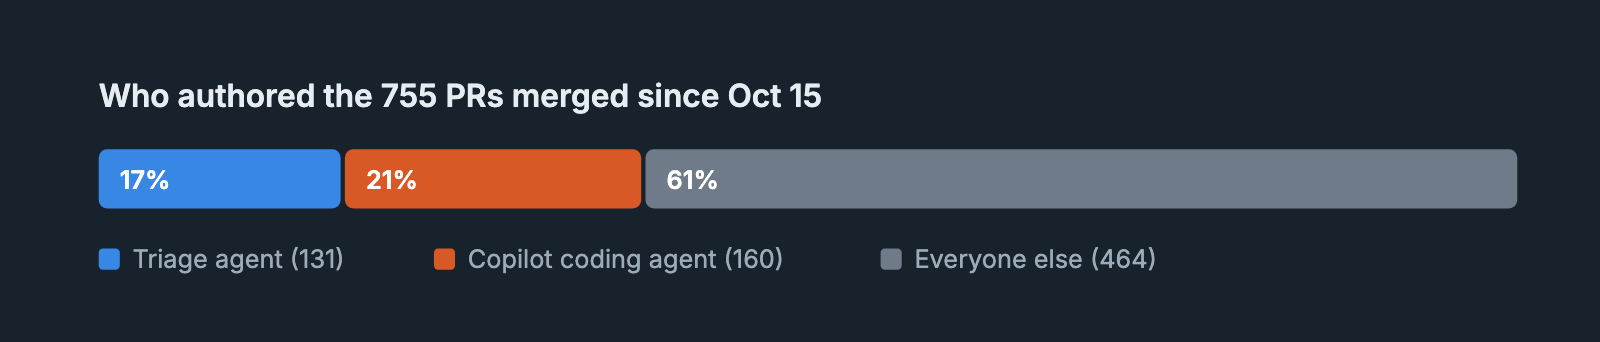 Who authored the 755 PRs merged since Oct 15
17% 21% 61%
Triage agent (131) Copilot coding agent (160) Everyone else (464)